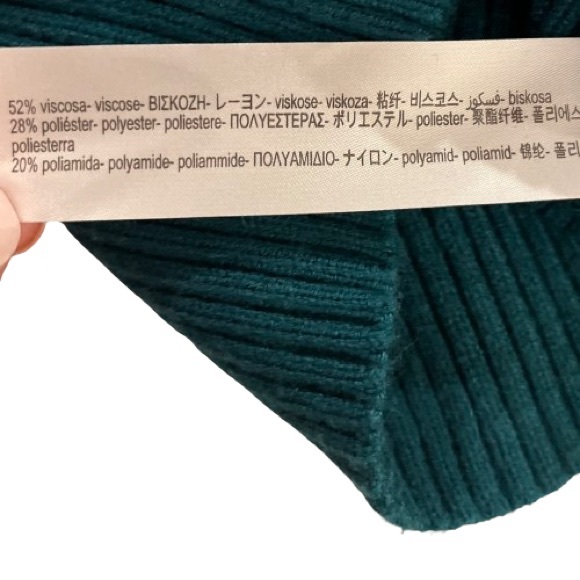 52% viscosa- viscose- ΒΙΣΚΟΖΗ- レーヨン- viskose- viskoza- 粘纤- 비스코스- فسكوز- biskosa
28% poliéster- polyester- poliestere- ΠΟΛΥΕΣΤΕΡΑΣ- ポリエステル- poliester- 聚酯纤维- 폴리에스
poliesterra
20% poliamida- polyamide- poliammide- ΠΟΛΥΑΜΙΔΙΟ- ナイロン- polyamid- poliamid- 锦纶- 폴리